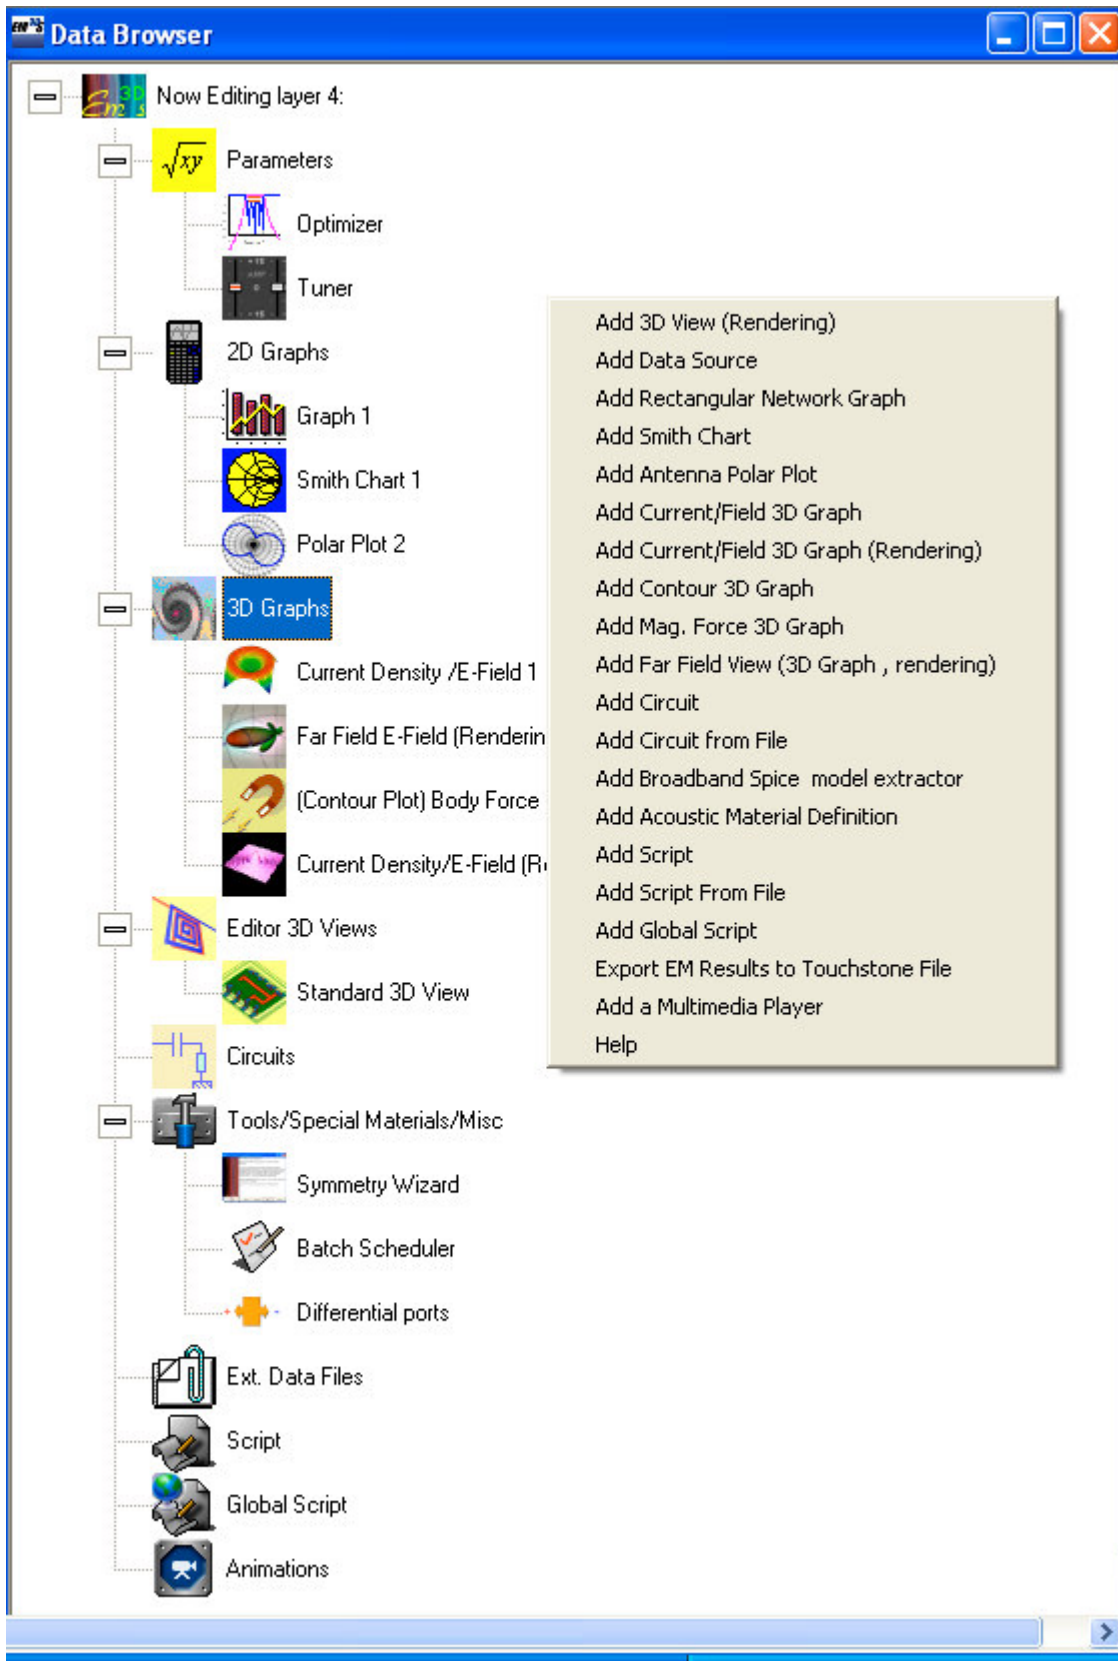 Data Browser
Now Editing layer 4:
Parameters
Optimizer
Tuner
2D Graphs
Graph 1
Smith Chart 1
Polar Plot 2
3D Graphs
Current Density /E-Field 1
Far Field E-Field (Renderin
(Contour Plot) Body Force
Current Density/E-Field (R
Editor 3D Views
Standard 3D View
Circuits
Tools/Special Materials/Misc
Symmetry Wizard
Batch Scheduler
Differential ports
Ext. Data Files
Script
Global Script
Animations
Add 3D View (Rendering)
Add Data Source
Add Rectangular Network Graph
Add Smith Chart
Add Antenna Polar Plot
Add Current/Field 3D Graph
Add Current/Field 3D Graph (Rendering)
Add Contour 3D Graph
Add Mag. Force 3D Graph
Add Far Field View (3D Graph , rendering)
Add Circuit
Add Circuit from File
Add Broadband Spice  model extractor
Add Acoustic Material Definition
Add Script
Add Script From File
Add Global Script
Export EM Results to Touchstone File
Add a Multimedia Player
Help